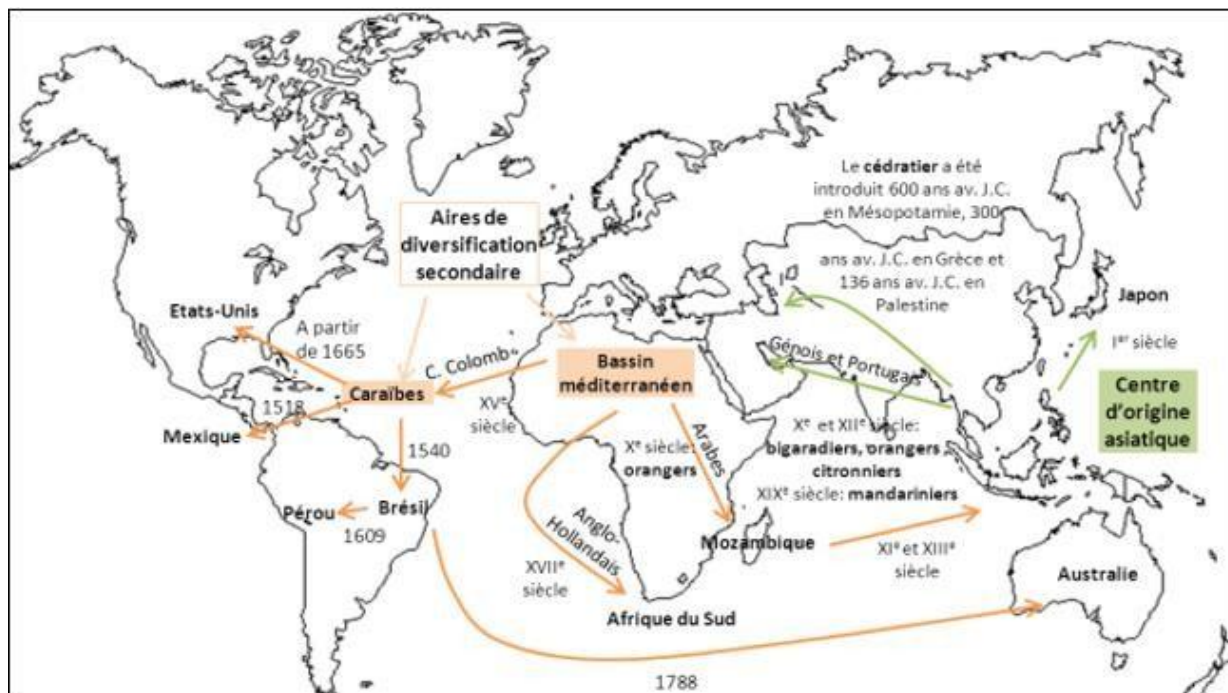 Le cédratier a été
introduit 600 ans av. J.C.
en Mésopotamie, 300
ans av. J.C. en Grèce et
136 ans av. J.C. en
Palestine
Aires de
diversification
secondaire
Japon
Etats-Unis
A partir
de 1665
C. Colomb
Bassin
méditerranéen
Génois et Portugais
Ier siècle
Centre
d'origine
asiatique
Caraïbes
1518
Mexique
XVe
siècle
1540
Xe siècle:
orangers
Arabes
Xe et XIIe siècle:
bigaradiers, orangers
citronniers
XIXe siècle: mandariniers
Pérou
Brésil
1609
Anglo-
Hollandais
Mozambique
XVIIe
siècle
XIe et XIIIe
siècle
Australie
Afrique du Sud
1788